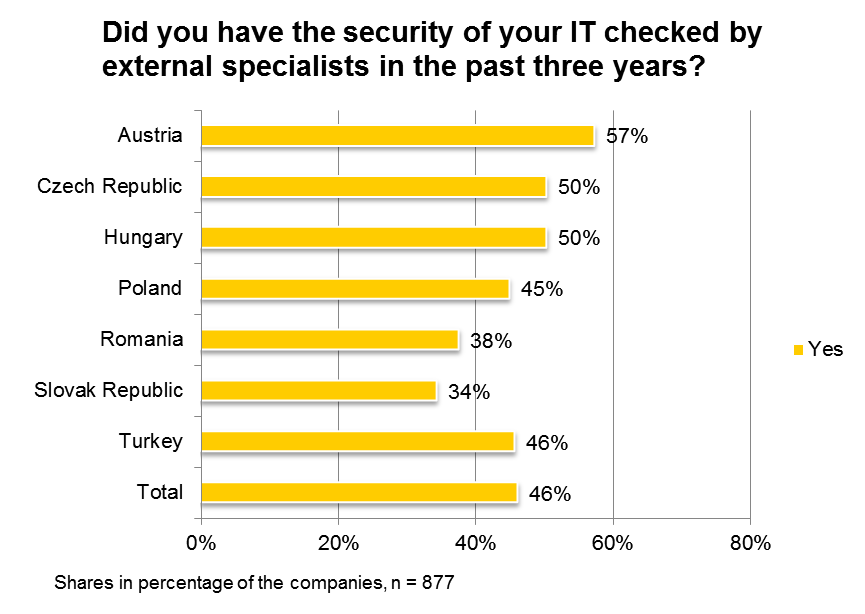 Did you have the security of your IT checked by
external specialists in the past three years?
Austria 57%
Czech Republic 50%
Hungary 50%
Poland 45%
Romania 38%
Yes
Slovak Republic 34%
Turkey 46%
Total 46%
0% 20% 40% 60% 80%
Shares in percentage of the companies, n = 877